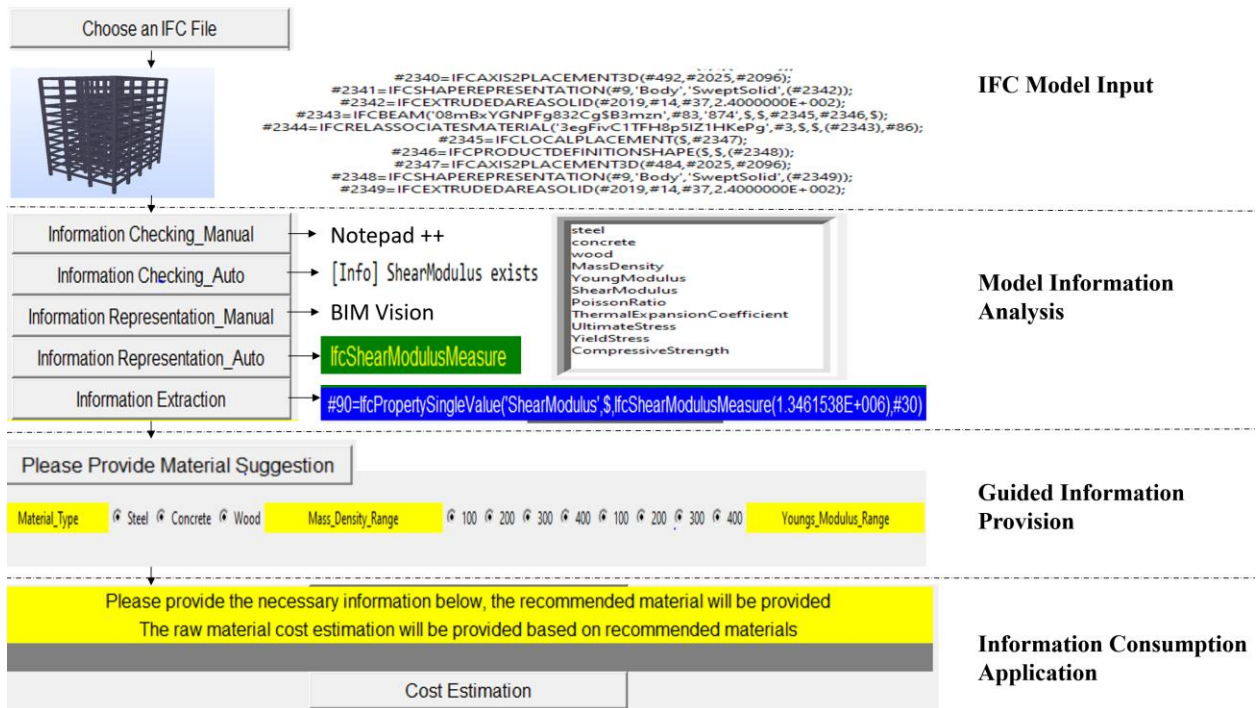 Choose an IFC File
IFC Model Input
#2340=IFCAXIS2PLACEMENT3D(#492,#2025,#2096);
#2341=IFCSHAPEREPRESENTATION(#9,'Body','SweptSolid',(#2342));
#2342=IFCEXTRUDEDAREASOLID(#2019,#14,#37,2.4000000E+002);
#2343=IFCBEAM('08mBxYGNPFg832Cg$B3mzn',#83,'874',$,$,#2345,#2346,$);
#2344=IFCRELASSOCIATESMATERIAL('3egFivC1TFH8p5IZ1HKePg',#3,$,$,(#2343),#86);
#2345=IFCLOCALPLACEMENT($,#2347);
#2346=IFCPRODUCTDEFINITIONSHAPE($,$,(#2348));
#2347=IFCAXIS2PLACEMENT3D(#484,#2025,#2096);
#2348=IFCSHAPEREPRESENTATION(#9,'Body','SweptSolid',(#2349));
#2349=IFCEXTRUDEDAREASOLID(#2019,#14,#37,2.4000000E+002);
Information Checking_Manual
Notepad ++
Information Checking_Auto
[Info] ShearModulus exists
Information Representation_Manual
BIM Vision
Information Representation_Auto
IfcShearModulusMeasure
Information Extraction
#90=IfcPropertySingleValue('ShearModulus',$,IfcShearModulusMeasure(1.3461538E+006),#30)
steel
concrete
wood
MassDensity
YoungModulus
ShearModulus
PoissonRatio
ThermalExpansionCoefficient
UltimateStress
YieldStress
CompressiveStrength
Model Information
Analysis
Please Provide Material Suggestion
Material_Type Steel Concrete Wood Mass_Density_Range 100 200 300 400 100 200 300 400 Youngs_Modulus_Range
Guided Information
Provision
Please provide the necessary information below, the recommended material will be provided
The raw material cost estimation will be provided based on recommended materials
Cost Estimation
Information Consumption
Application